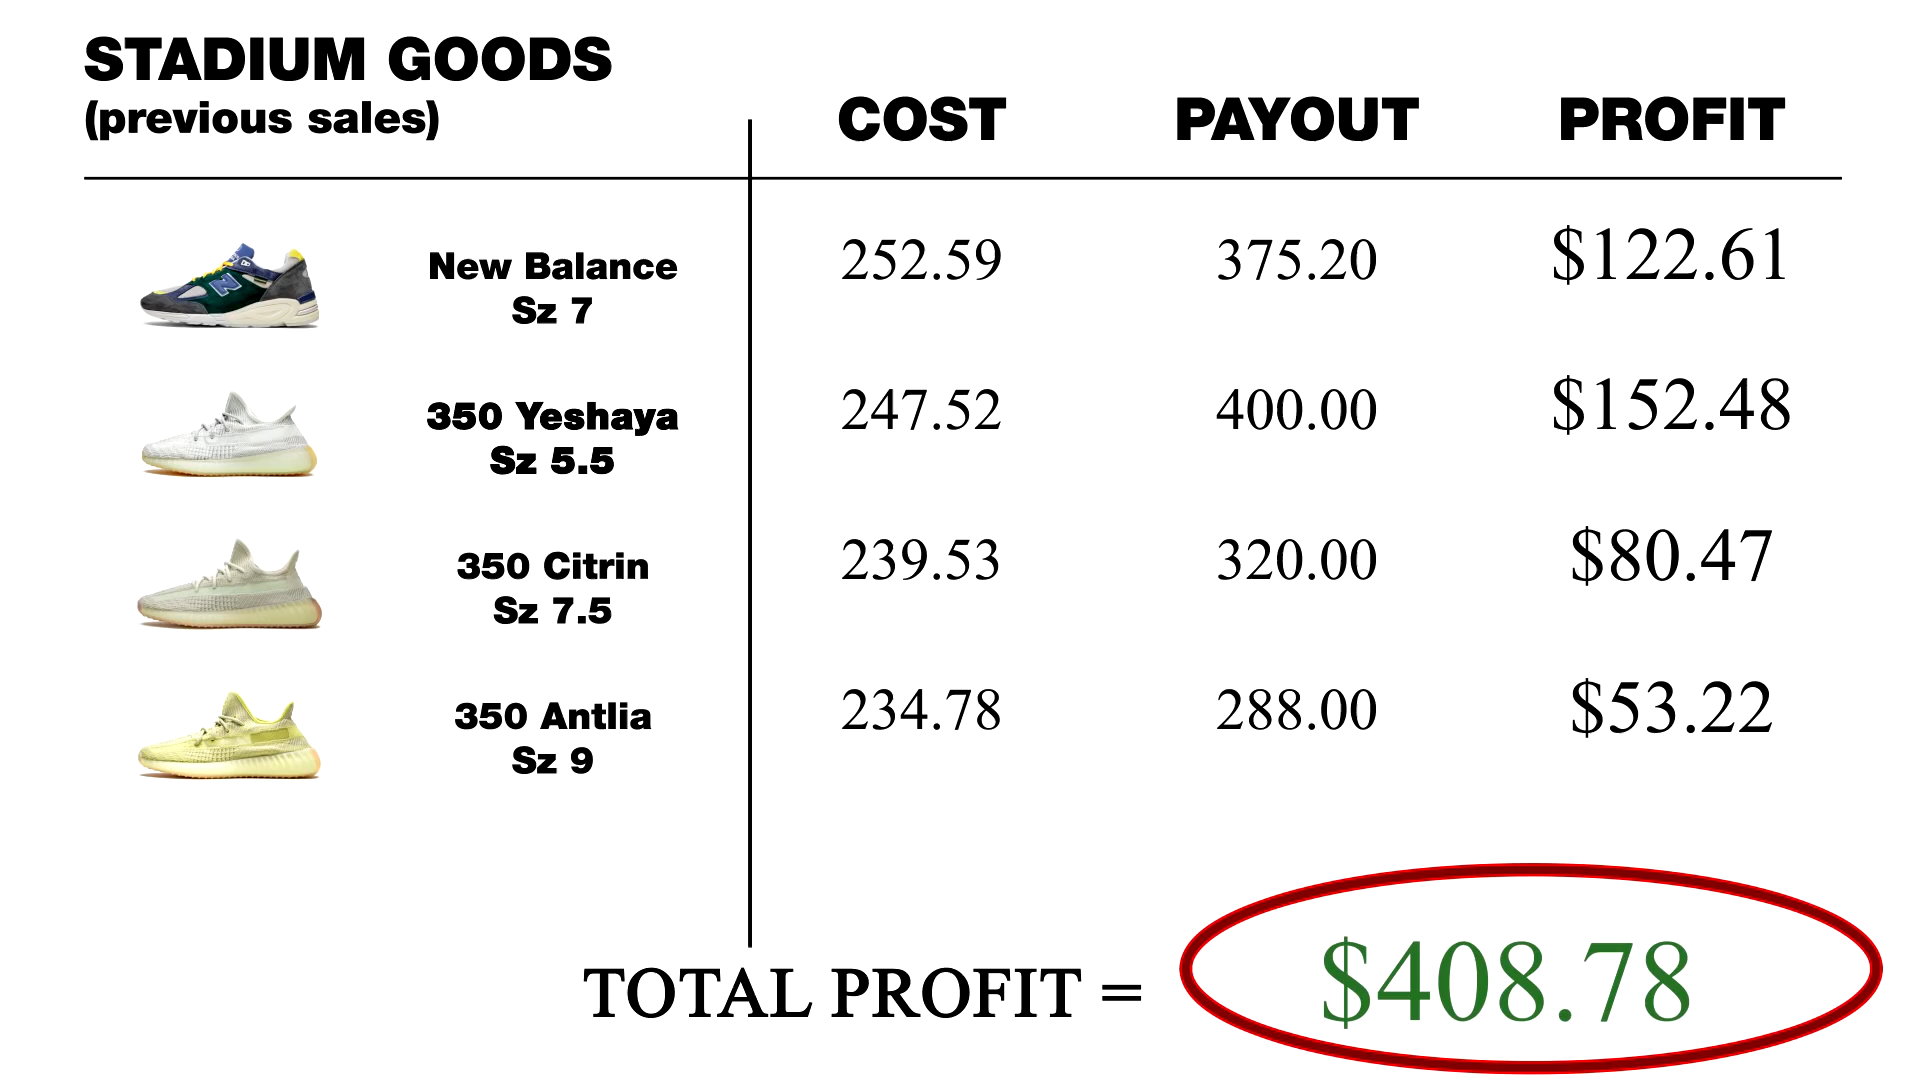 STADIUM GOODS
(previous sales)
COST PAYOUT PROFIT
New Balance 252.59 375.20 $122.61
Sz 7
350 Yeshaya 247.52 400.00 $152.48
Sz 5.5
350 Citrin 239.53 320.00 $80.47
Sz 7.5
350 Antlia 234.78 288.00 $53.22
Sz 9
TOTAL PROFIT = $408.78